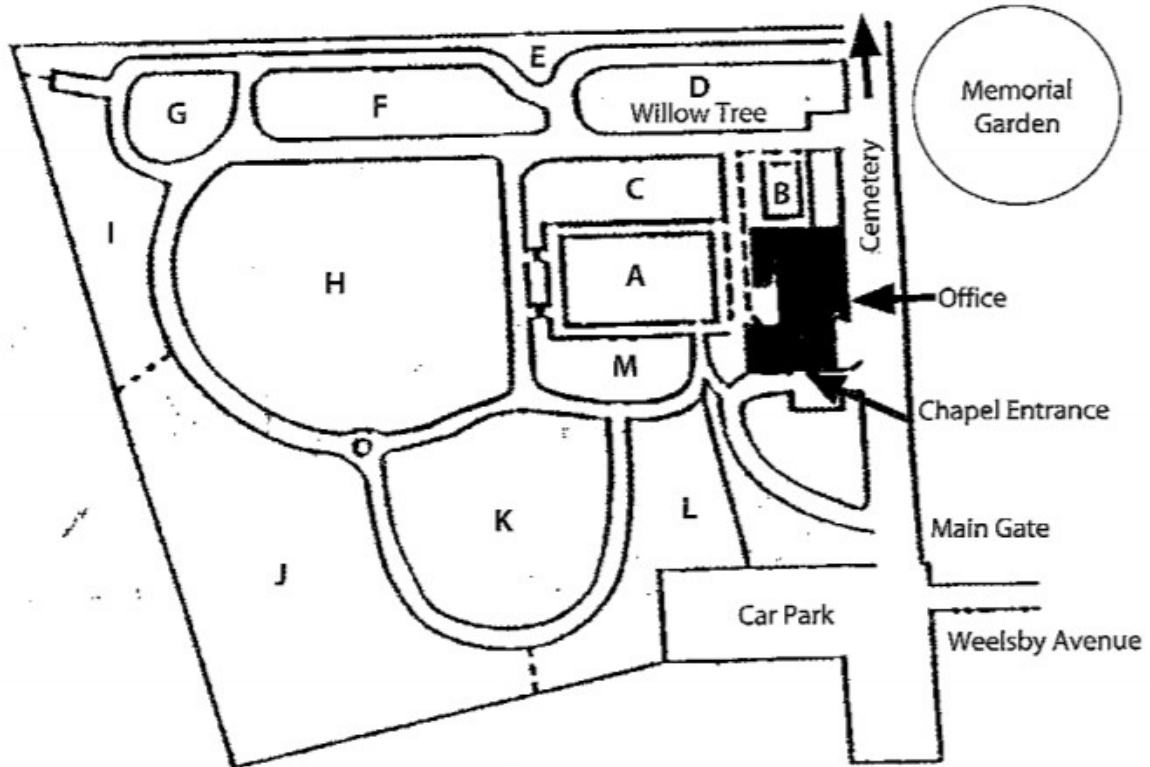 E
D
Willow Tree
F
G
Memorial
Garden
C
B
Cemetery
I
H
A
Office
M
Chapel Entrance
K
L
Main Gate
J
Car Park
Weelsby Avenue